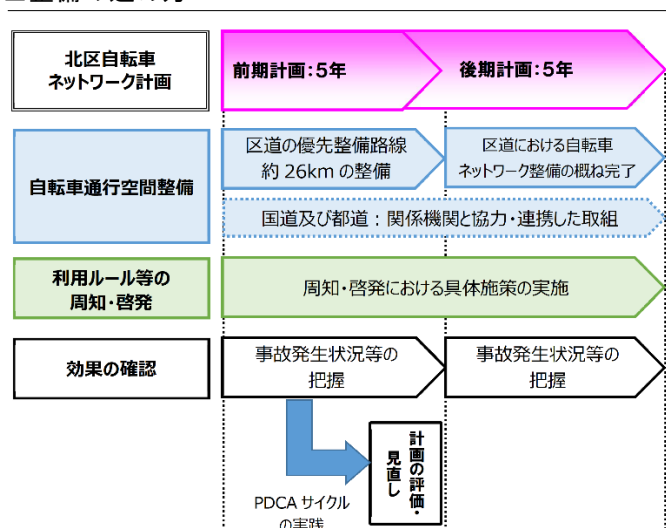 北区自転車
ネットワーク計画
前期計画：5年
後期計画：5年
自転車通行空間整備
区道の優先整備路線
約 26km の整備
区道における自転車
ネットワーク整備の概ね完了
国道及び都道：関係機関と協力・連携した取組
利用ルール等の
周知・啓発
周知・啓発における具体施策の実施
効果の確認
事故発生状況等の
把握
事故発生状況等の
把握
計画の評価・
見直し
PDCA サイクル
の実践